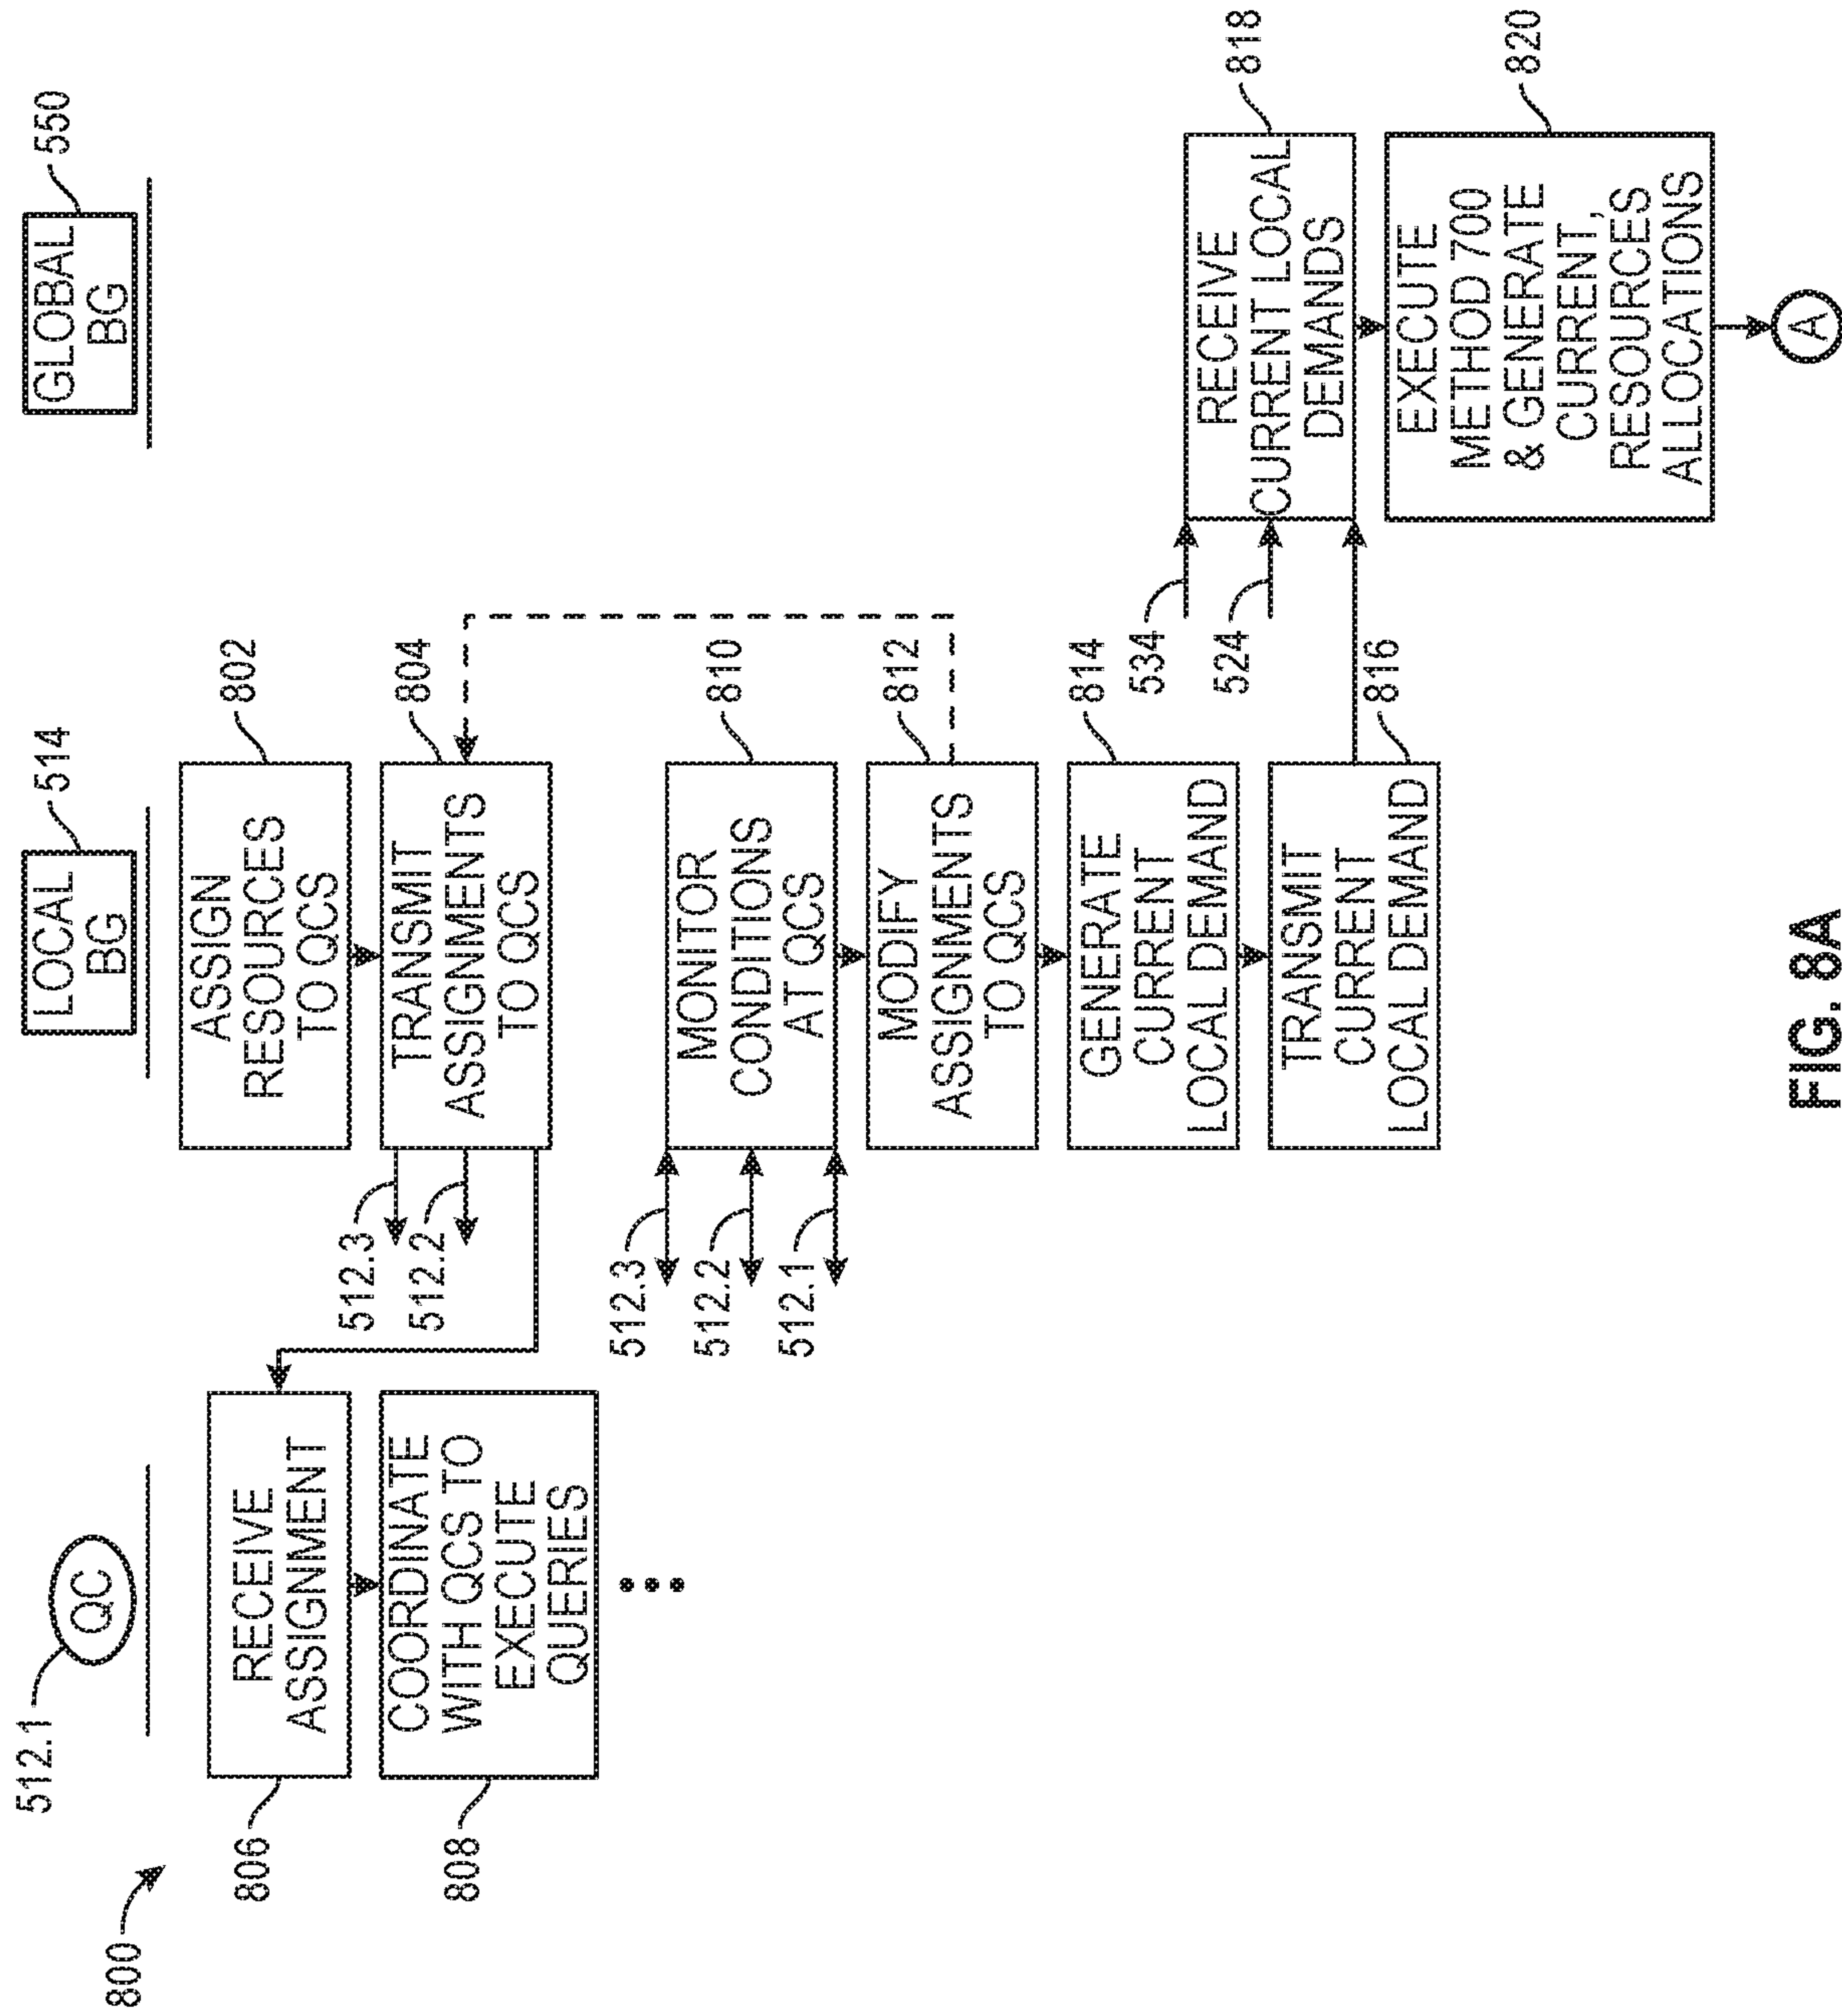 800
512.1
QC
LOCAL
BG
514
GLOBAL
BG
550
ASSIGN
RESOURCES
TO QCS
802
TRANSMIT
ASSIGNMENTS
TO QCS
804
512.3
512.2
RECEIVE
ASSIGNMENT
806
COORDINATE
WITH QCS TO
EXECUTE
QUERIES
808
MONITOR
CONDITIONS
AT QCS
810
512.3
512.2
512.1
MODIFY
ASSIGNMENTS
TO QCS
812
GENERATE
CURRENT
LOCAL DEMAND
814
TRANSMIT
CURRENT
LOCAL DEMAND
816
534
524
RECEIVE
CURRENT LOCAL
DEMANDS
818
EXECUTE
METHOD 700
& GENERATE
CURRENT,
RESOURCES
ALLOCATIONS
820
A
FIG. 8A